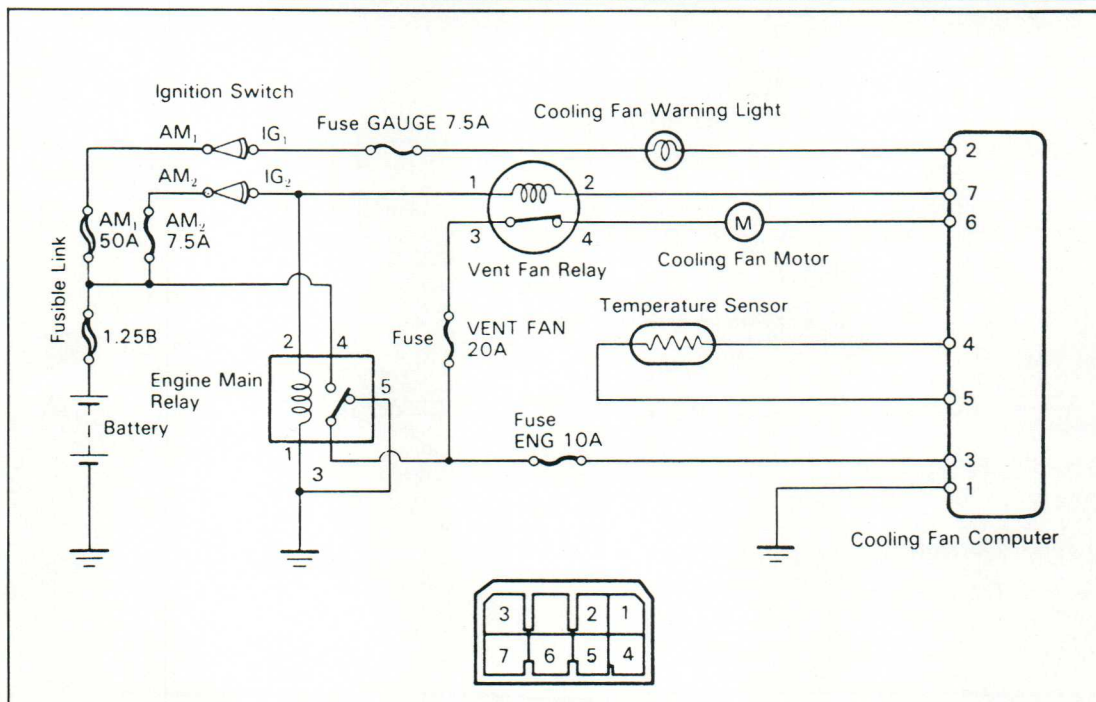 Ignition Switch
AM₁ IG₁
Fuse GAUGE 7.5A
Cooling Fan Warning Light
2
AM₂ IG₂
1 2
7
3 4
6
M
AM₁
50A
AM₂
7.5A
Vent Fan Relay
Cooling Fan Motor
Fusible Link
1.25B
Fuse
VENT FAN
20A
Temperature Sensor
4
5
2 4
5
Engine Main
Relay
Battery
1 3
Fuse
ENG 10A
3
1
Cooling Fan Computer
3 2 1
7 6 5 4